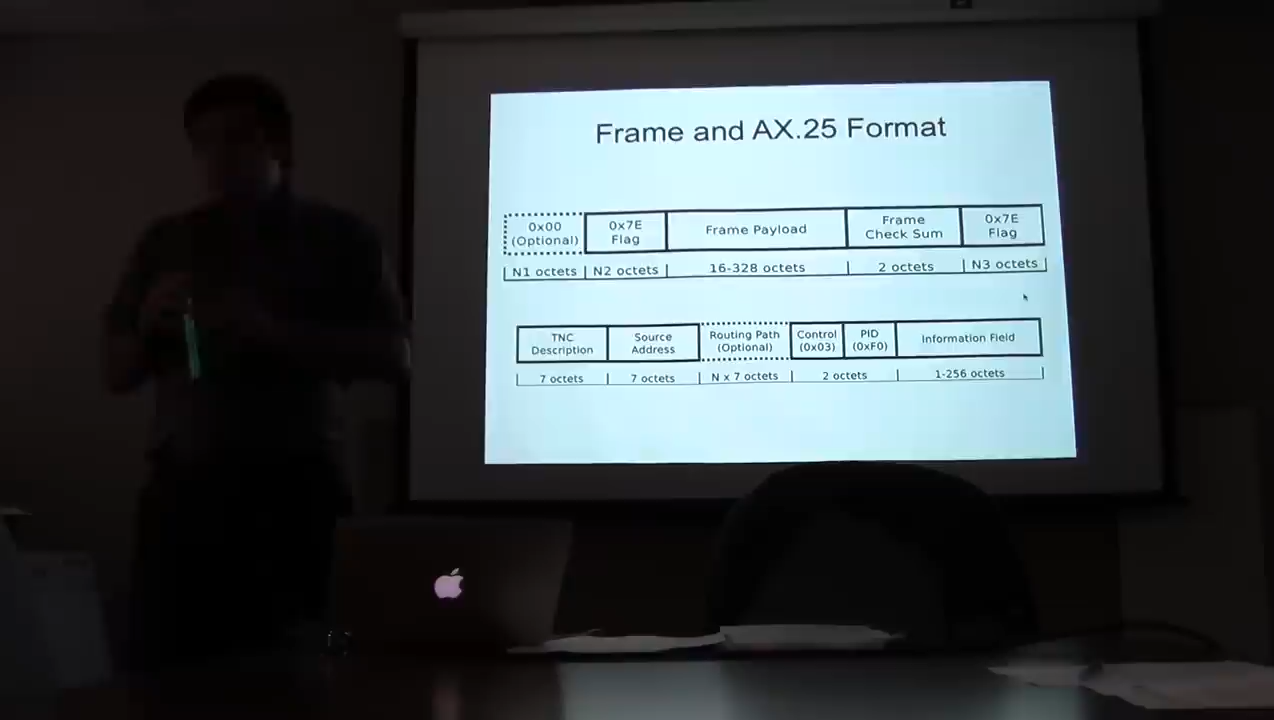 Frame and AX.25 Format
0x00 (Optional)
0x7E Flag
Frame Payload
Frame Check Sum
0x7E Flag
N1 octets
N2 octets
16-328 octets
2 octets
N3 octets
TNC Description
Source Address
Routing Path (Optional)
Control (0x03)
PID (0xF0)
Information Field
7 octets
7 octets
N x 7 octets
2 octets
1-256 octets